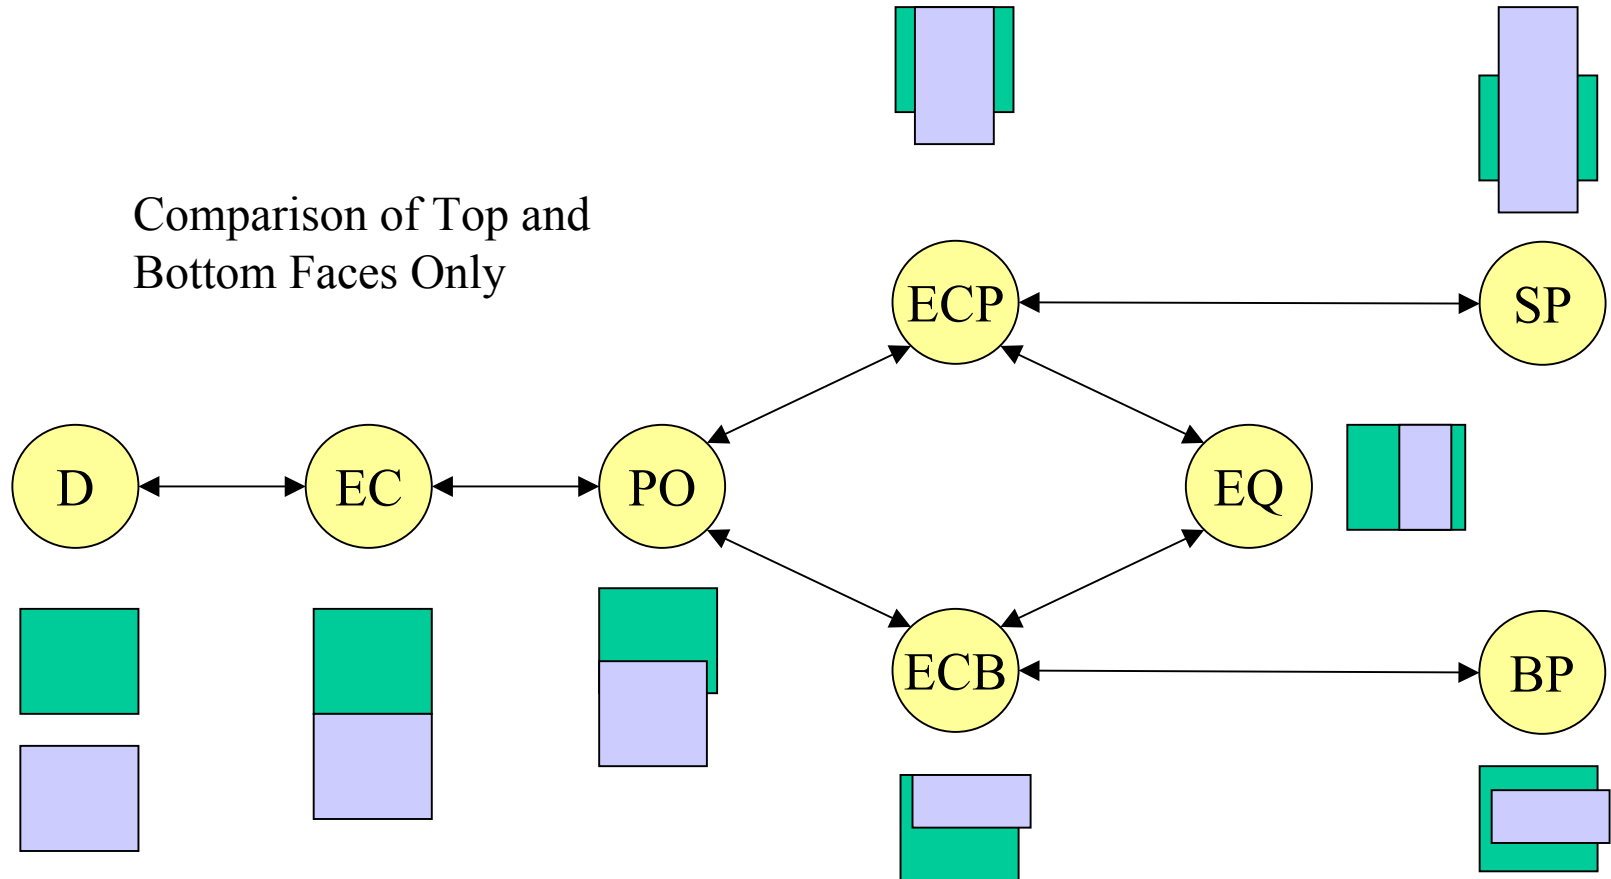 Comparison of Top and
Bottom Faces Only
ECP
SP
D
EC
PO
EQ
ECB
BP